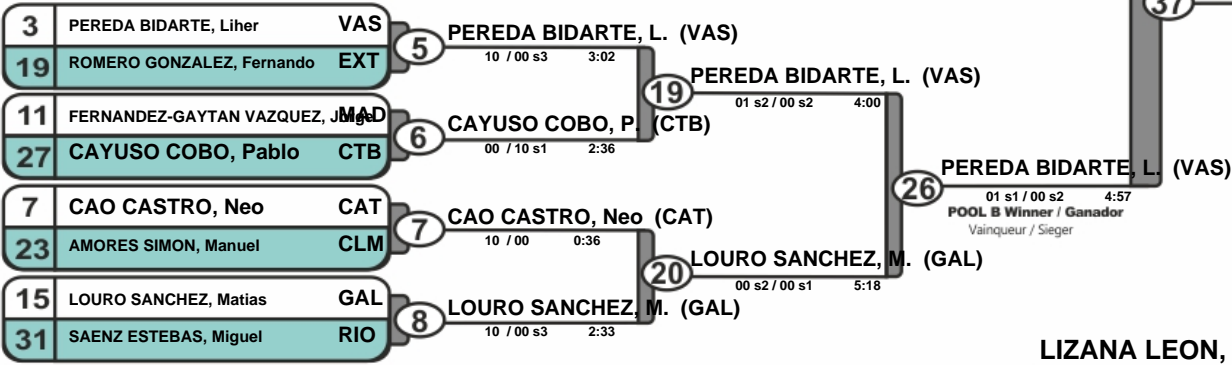 37
3 PEREDA BIDARTE, Liher VAS
19 ROMERO GONZALEZ, Fernando EXT
5
PEREDA BIDARTE, L. (VAS)
10 / 00 s3 3:02
11 FERNANDEZ-GAYTAN VAZQUEZ, Jorge MAD
27 CAYUSO COBO, Pablo CTB
6
CAYUSO COBO, P. (CTB)
00 / 10 s1 2:36
19
PEREDA BIDARTE, L. (VAS)
01 s2 / 00 s2 4:00
7 CAO CASTRO, Neo CAT
23 AMORES SIMON, Manuel CLM
7
CAO CASTRO, Neo (CAT)
10 / 00 0:36
15 LOURO SANCHEZ, Matias GAL
31 SAENZ ESTEBAS, Miguel RIO
8
LOURO SANCHEZ, M. (GAL)
10 / 00 s3 2:33
20
LOURO SANCHEZ, M. (GAL)
00 s2 / 00 s1 5:18
26
PEREDA BIDARTE, L. (VAS)
01 s1 / 00 s2 4:57
POOL B Winner / Ganador
Vainqueur / Sieger
LIZANA LEON,